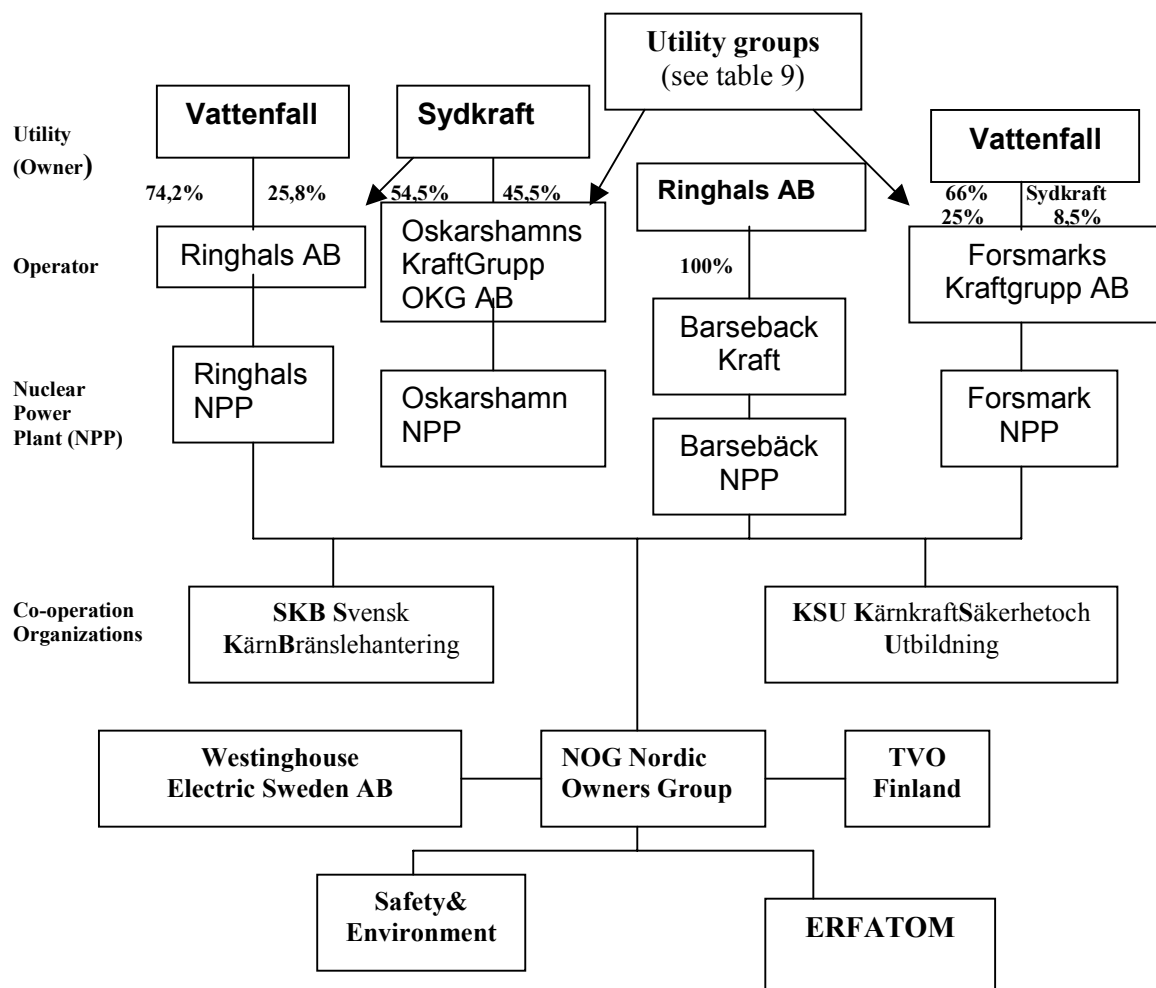 Utility groups
(see table 9)
Vattenfall
Sydkraft
Vattenfall
Utility
(Owner)
74,2% 25,8%
54,5% 45,5%
Ringhals AB
66% Sydkraft
25% 8,5%
Operator
Ringhals AB
Oskarshamns
KraftGrupp
OKG AB
100%
Forsmarks
Kraftgrupp AB
Barseback
Kraft
Nuclear
Power
Plant (NPP)
Ringhals
NPP
Oskarshamn
NPP
Barsebäck
NPP
Forsmark
NPP
Co-operation
Organizations
SKB Svensk
KärnBränslehantering
KSU KärnkraftSäkerhetoch
Utbildning
Westinghouse
Electric Sweden AB
NOG Nordic
Owners Group
TVO
Finland
Safety&
Environment
ERFATOM